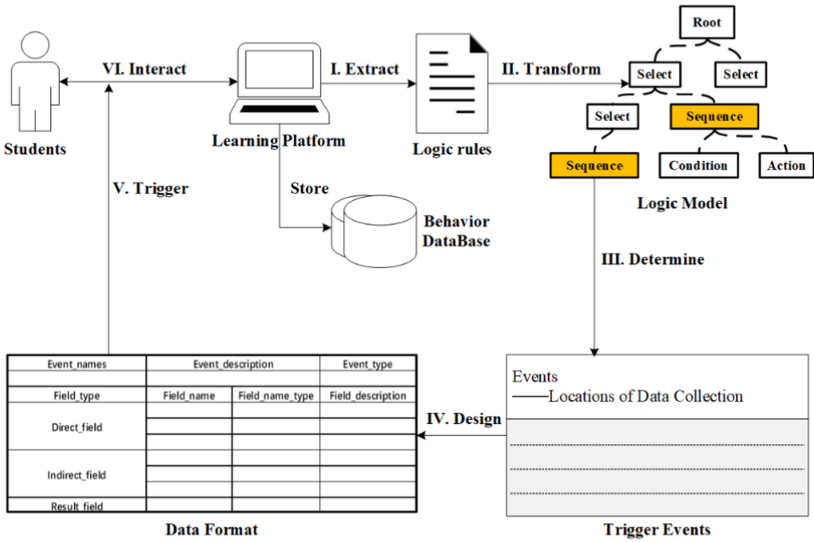 Root
VI. Interact
I. Extract
II. Transform
Select
Select
Select
Sequence
Students
Learning Platform
Logic rules
Sequence
Condition
Action
V. Trigger
Store
Logic Model
Behavior
DataBase
III. Determine
Event_names
Event_description
Event_type
Field_type
Field_name
Field_name_type
Field_description
Direct_field
Indirect_field
Result_field
Data Format
IV. Design
Events
Locations of Data Collection
Trigger Events